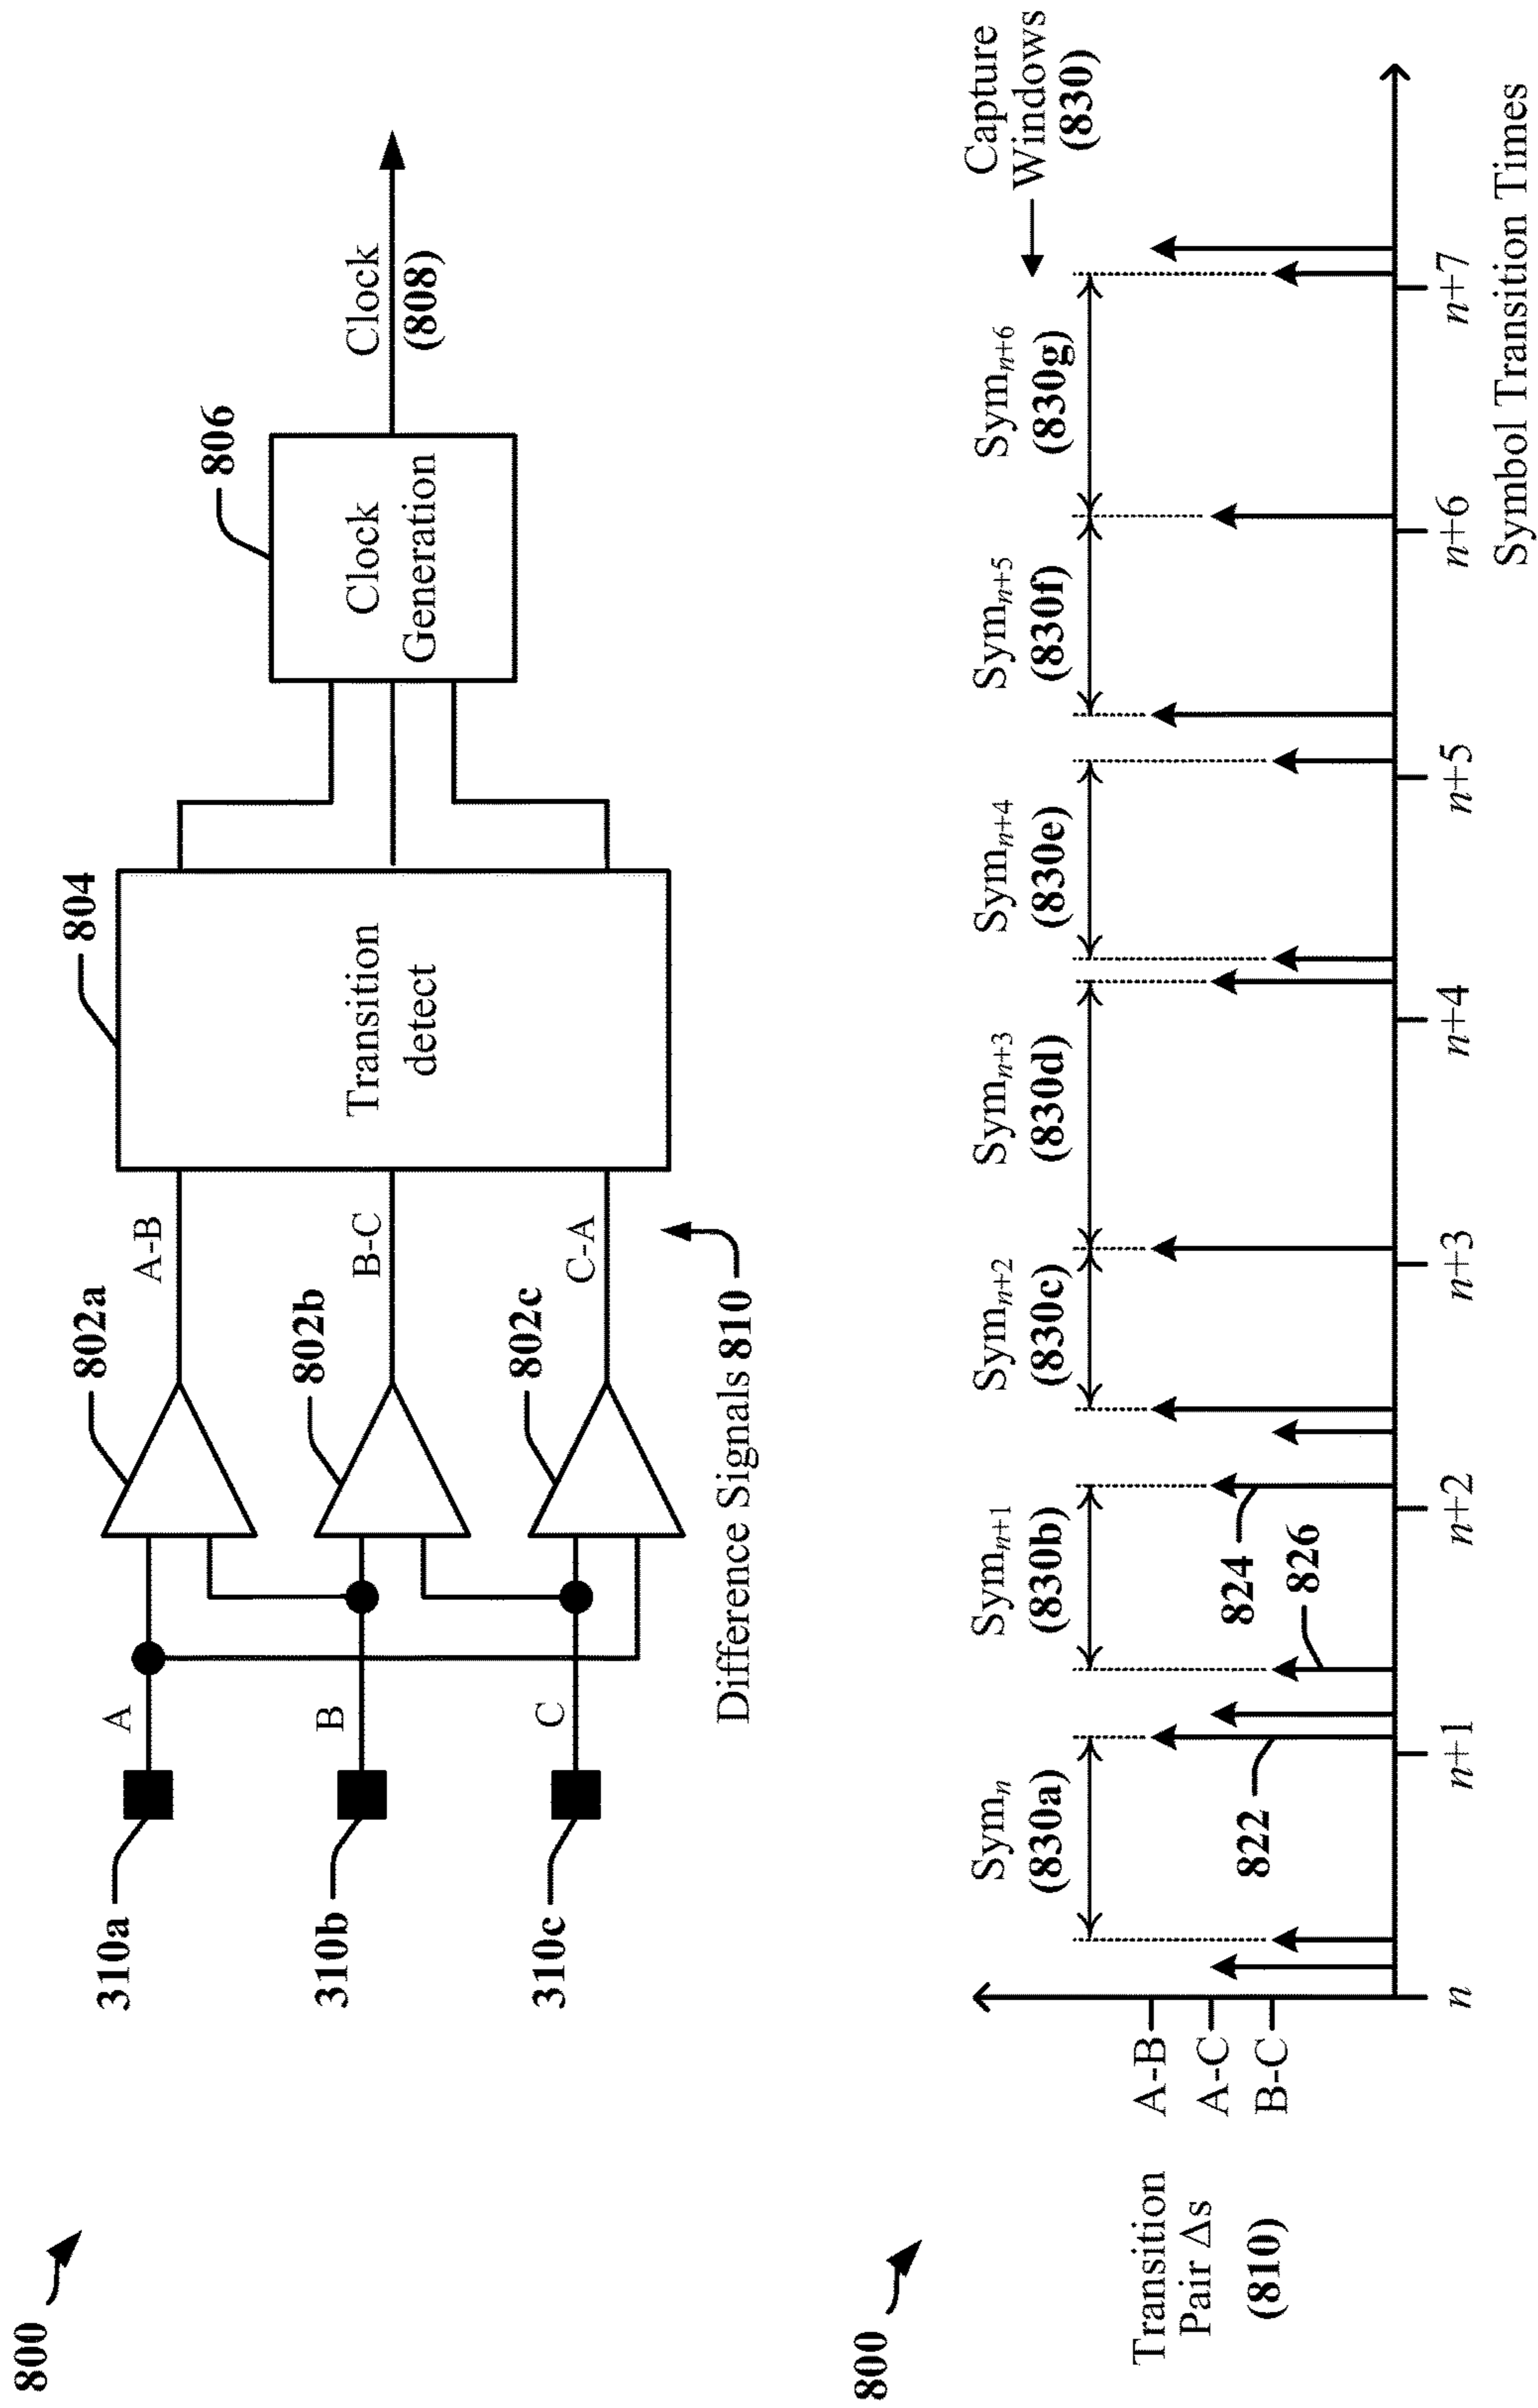 800
310a
310b
310c
A
B
C
802a
802b
802c
A-B
B-C
C-A
Difference Signals 810
804
Transition
detect
806
Clock
Generation
Clock
(808)
800
Transition
Pair Δs
(810)
A-B
A-C
B-C
Symn
(830a)
Symn+1
(830b)
Symn+2
(830c)
Symn+3
(830d)
Symn+4
(830e)
Symn+5
(830f)
Symn+6
(830g)
Capture
Windows
(830)
822
824
826
n
n+1
n+2
n+3
n+4
n+5
n+6
n+7
Symbol Transition Times